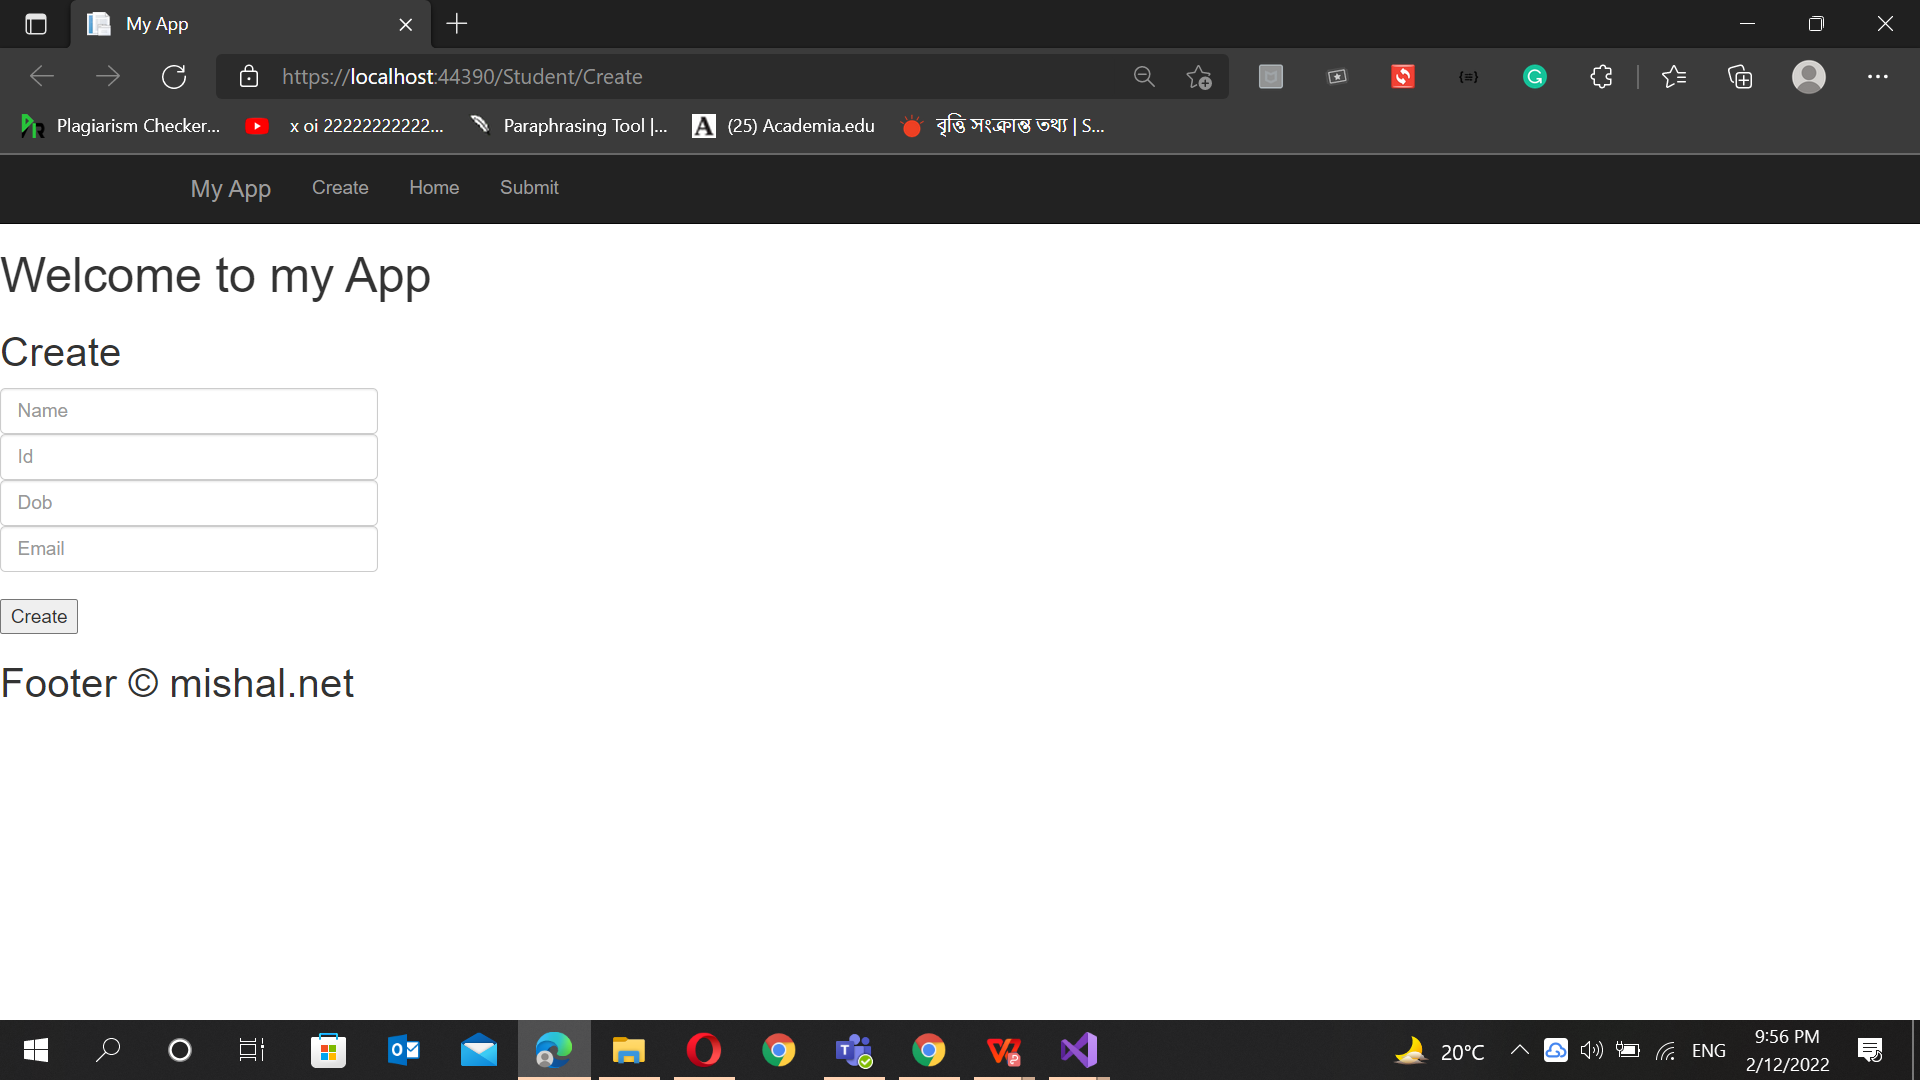 My App
https://localhost:44390/Student/Create
Plagiarism Checker... x oi 22222222222... Paraphrasing Tool |... (25) Academia.edu বৃত্তি সংক্রান্ত তথ্য | S...
My App Create Home Submit
Welcome to my App
Create
Name
Id
Dob
Email
Create
Footer © mishal.net
20°C ENG 9:56 PM
2/12/2022